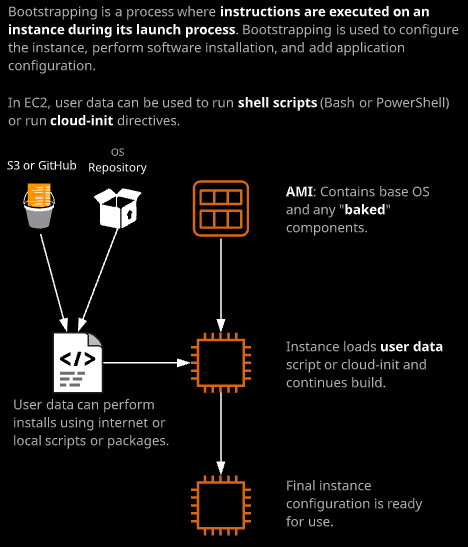 Bootstrapping is a process where instructions are executed on an
instance during its launch process. Bootstrapping is used to configure
the instance, perform software installation, and add application
configuration.
In EC2, user data can be used to run shell scripts (Bash or PowerShell)
or run cloud-init directives.
S3 or GitHub
OS
Repository
AMI: Contains base OS
and any "baked"
components.
</>
Instance loads user data
script or cloud-init and
continues build.
User data can perform
installs using internet or
local scripts or packages.
Final instance
configuration is ready
for use.